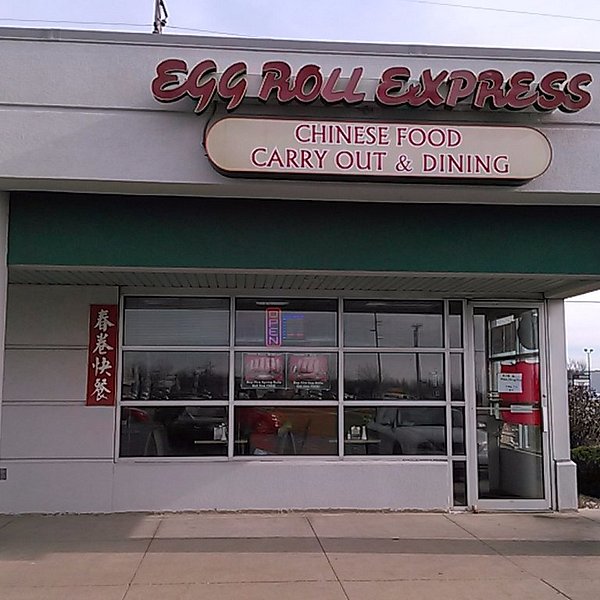 EGG ROLL EXPRESS
CHINESE FOOD
CARRY OUT & DINING
春卷快餐
OPEN